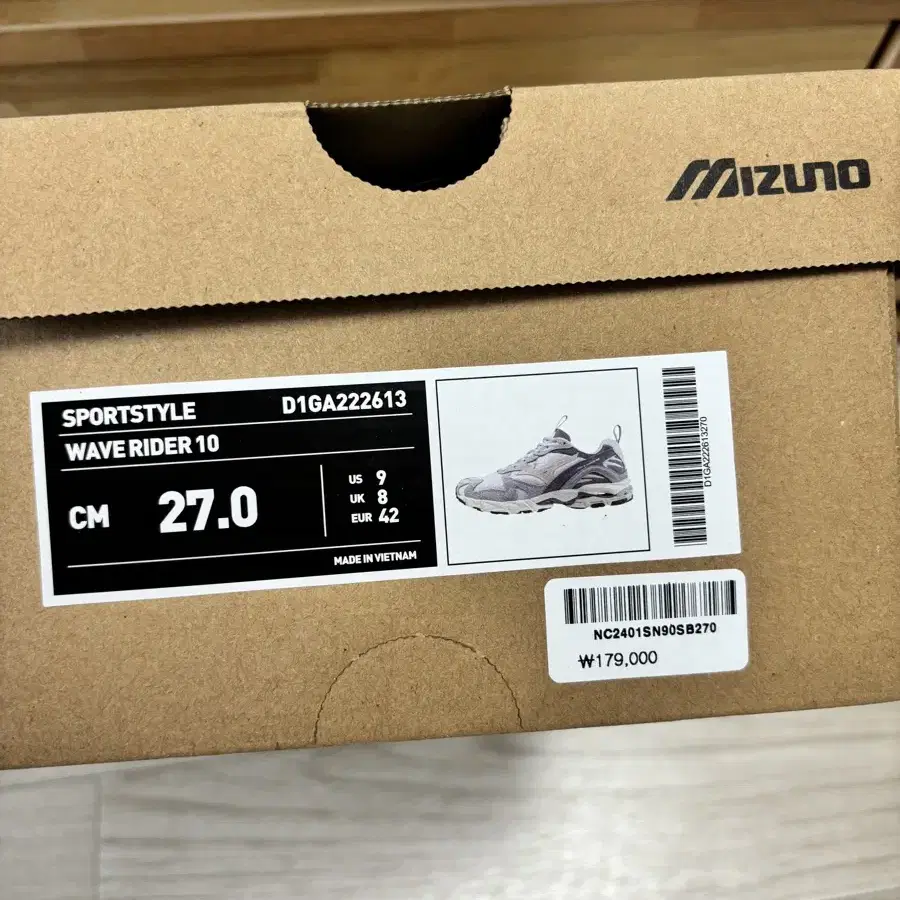 MIZUNO
SPORTSTYLE D1GA222613
WAVE RIDER 10
CM 27.0
US 9
UK 8
EUR 42
MADE IN VIETNAM
D1GA222613270
NC2401SN90SB270
₩179,000